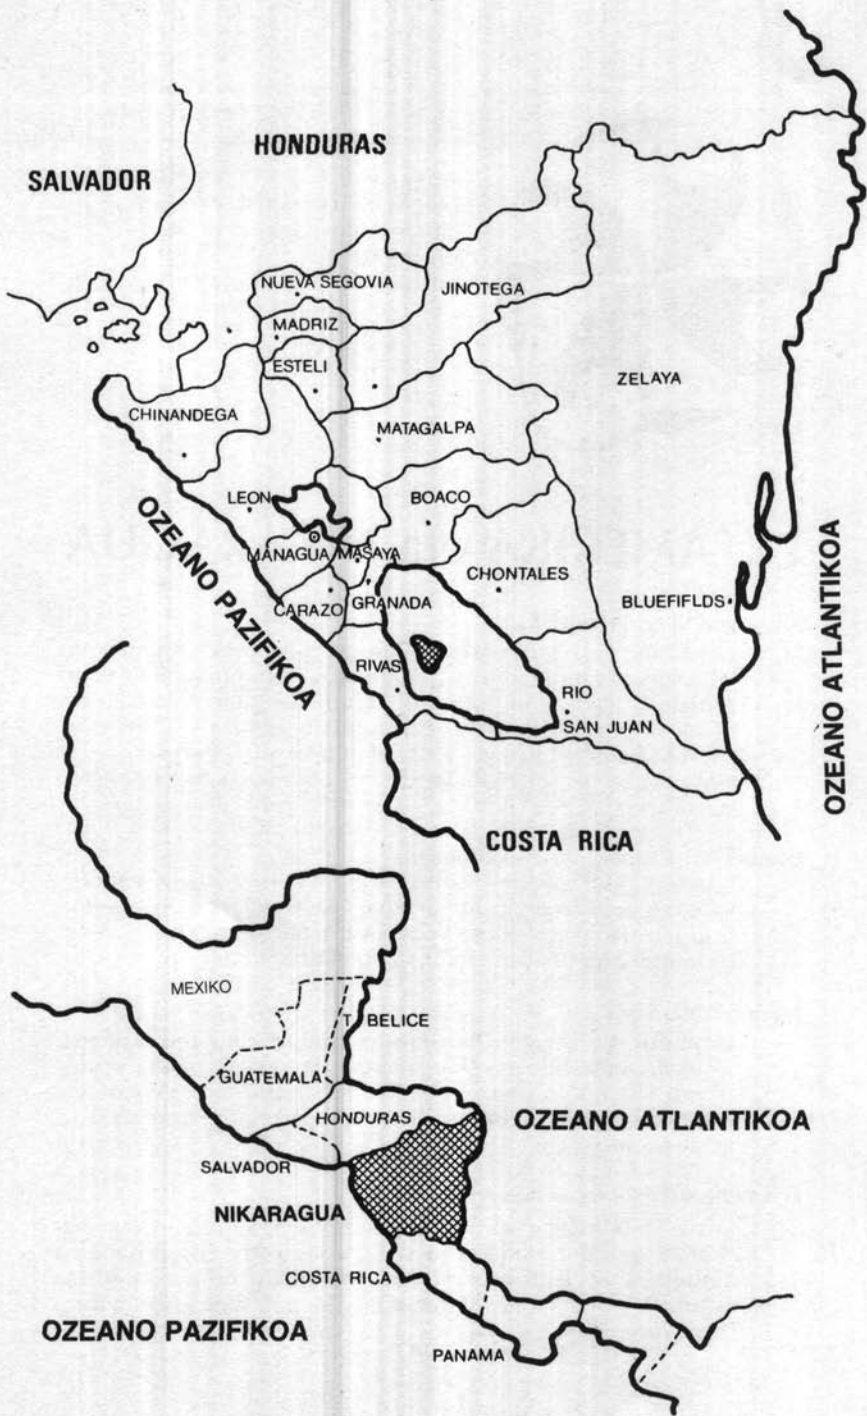 HONDURAS
SALVADOR
NUEVA SEGOVIA
JINOTEGA
MADRIZ
ESTELI
ZELAYA
CHINANDEGA
MATAGALPA
LEON
BOACO
OZEANO PAZIFIKOA
MANAGUA
MASAYA
CHONTALES
CARAZO
GRANADA
BLUEFIFLDS
OZEANO ATLANTIKOA
RIVAS
RIO
SAN JUAN
COSTA RICA
MEXIKO
T
BELICE
GUATEMALA
HONDURAS
OZEANO ATLANTIKOA
SALVADOR
NIKARAGUA
COSTA RICA
OZEANO PAZIFIKOA
PANAMA